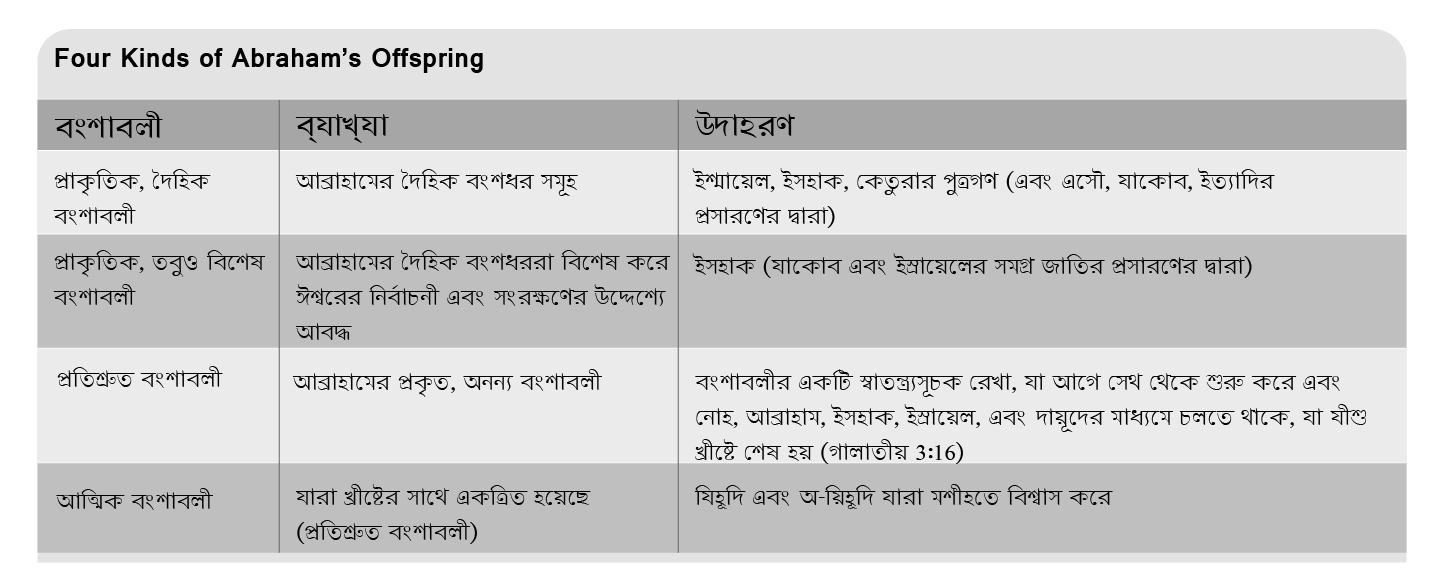 Four Kinds of Abraham's Offspring
বংশাবলী ব্যাখ্যা উদাহরণ
প্রাকৃতিক, দৈহিক
বংশাবলী
আব্রাহামের দৈহিক বংশধর সমূহ
ইশ্মায়েল, ইসহাক, কেতুরার পুত্রগণ (এবং এসৌ, যাকোব, ইত্যাদির
প্রসারণের দ্বারা)
প্রাকৃতিক, তবুও বিশেষ
বংশাবলী
আব্রাহামের দৈহিক বংশধররা বিশেষ করে
ঈশ্বরের নির্বাচনী এবং সংরক্ষণের উদ্দেশ্যে
আবদ্ধ
ইসহাক (যাকোব এবং ইস্রায়েলের সমগ্র জাতির প্রসারণের দ্বারা)
প্রতিশ্রুত বংশাবলী
আব্রাহামের প্রকৃত, অনন্য বংশাবলী
বংশাবলীর একটি স্বাতন্ত্র্যসূচক রেখা, যা আগে সেথ থেকে শুরু করে এবং
নোহ, আব্রাহাম, ইসহাক, ইস্রায়েল, এবং দায়ূদের মাধ্যমে চলতে থাকে, যা যীশু
খ্রীষ্টে শেষ হয় (গালাতীয় 3:16)
আত্মিক বংশাবলী
যারা খ্রীষ্টের সাথে একত্রিত হয়েছে
(প্রতিশ্রুত বংশাবলী)
যিহূদি এবং অ-য়িহূদি যারা মশীহতে বিশ্বাস করে